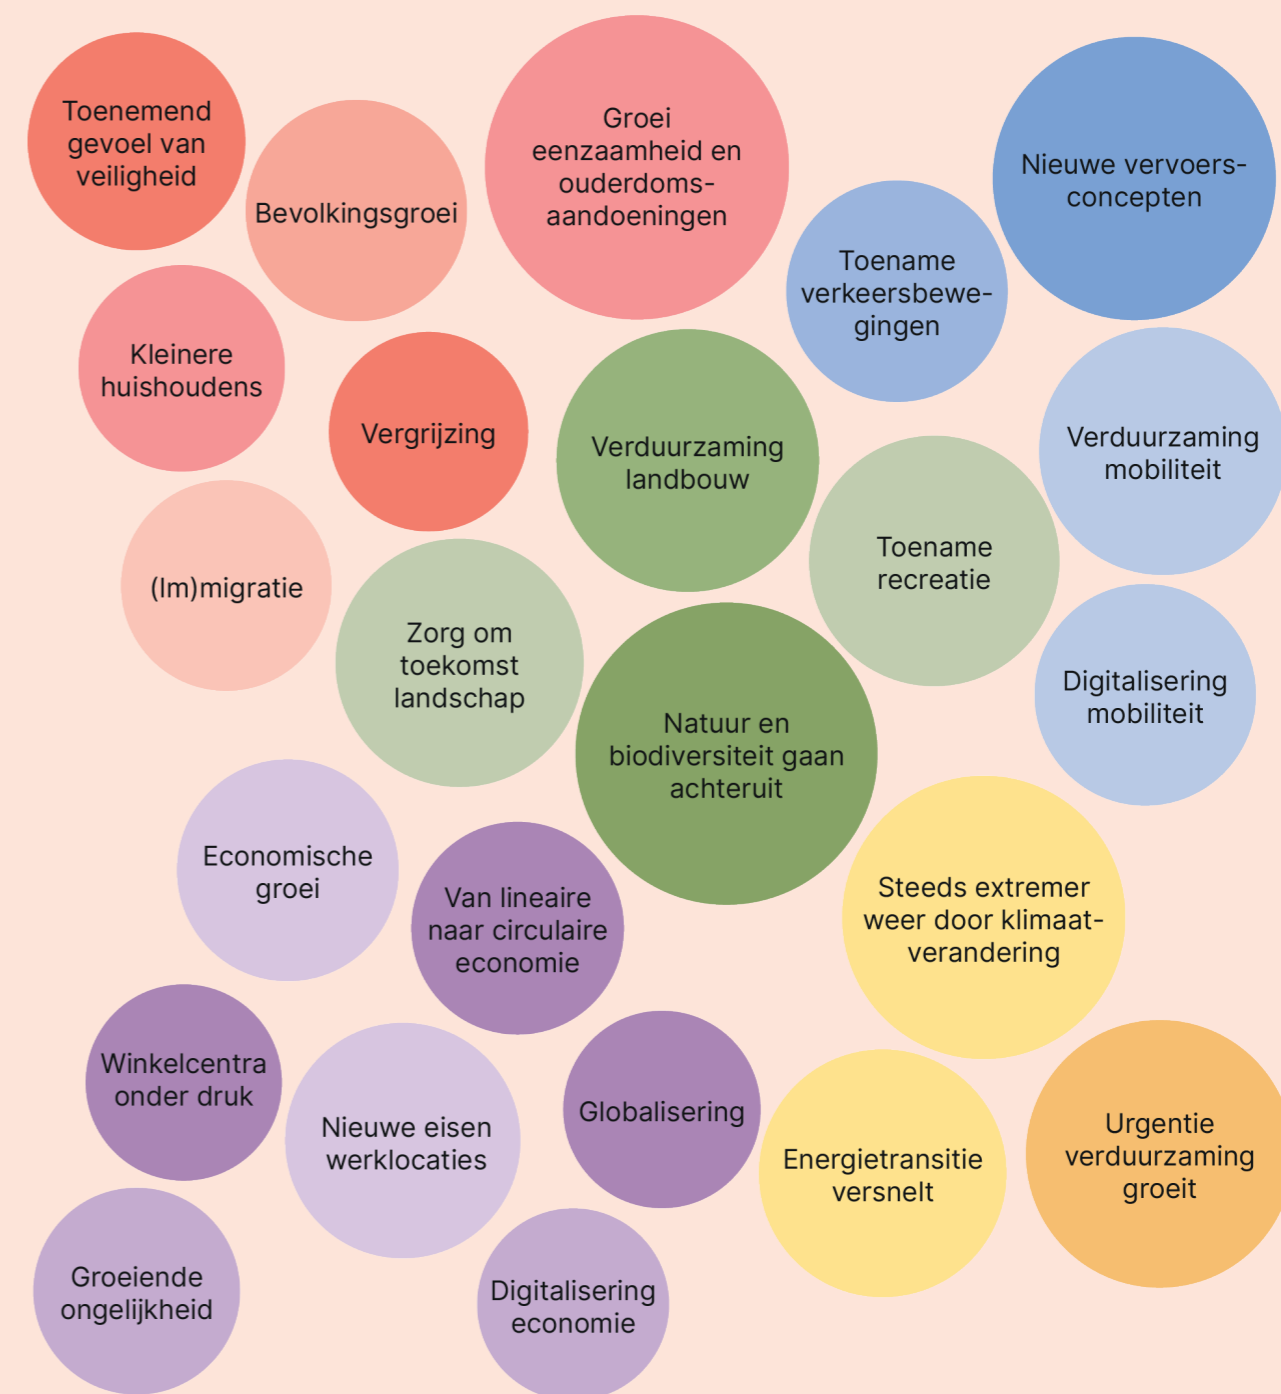 Toenemend
gevoel van
veiligheid
Bevolkingsgroei
Groei
eenzaamheid en
ouderdoms-
aandoeningen
Nieuwe vervoers-
concepten
Toename
verkeersbewe-
gingen
Kleinere
huishoudens
Vergrijzing
Verduurzaming
landbouw
Verduurzaming
mobiliteit
Toename
recreatie
(Im)migratie
Zorg om
toekomst
landschap
Natuur en
biodiversiteit gaan
achteruit
Digitalisering
mobiliteit
Economische
groei
Van lineaire
naar circulaire
economie
Steeds extremer
weer door klimaat-
verandering
Winkelcentra
onder druk
Nieuwe eisen
werklocaties
Globalisering
Energietransitie
versnelt
Urgentie
verduurzaming
groeit
Groeiende
ongelijkheid
Digitalisering
economie